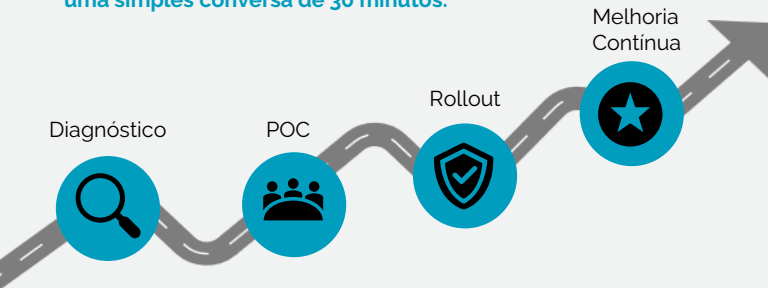 uma simples conversa de 30 minutos.
Melhoria
Contínua
Rollout
Diagnóstico
POC